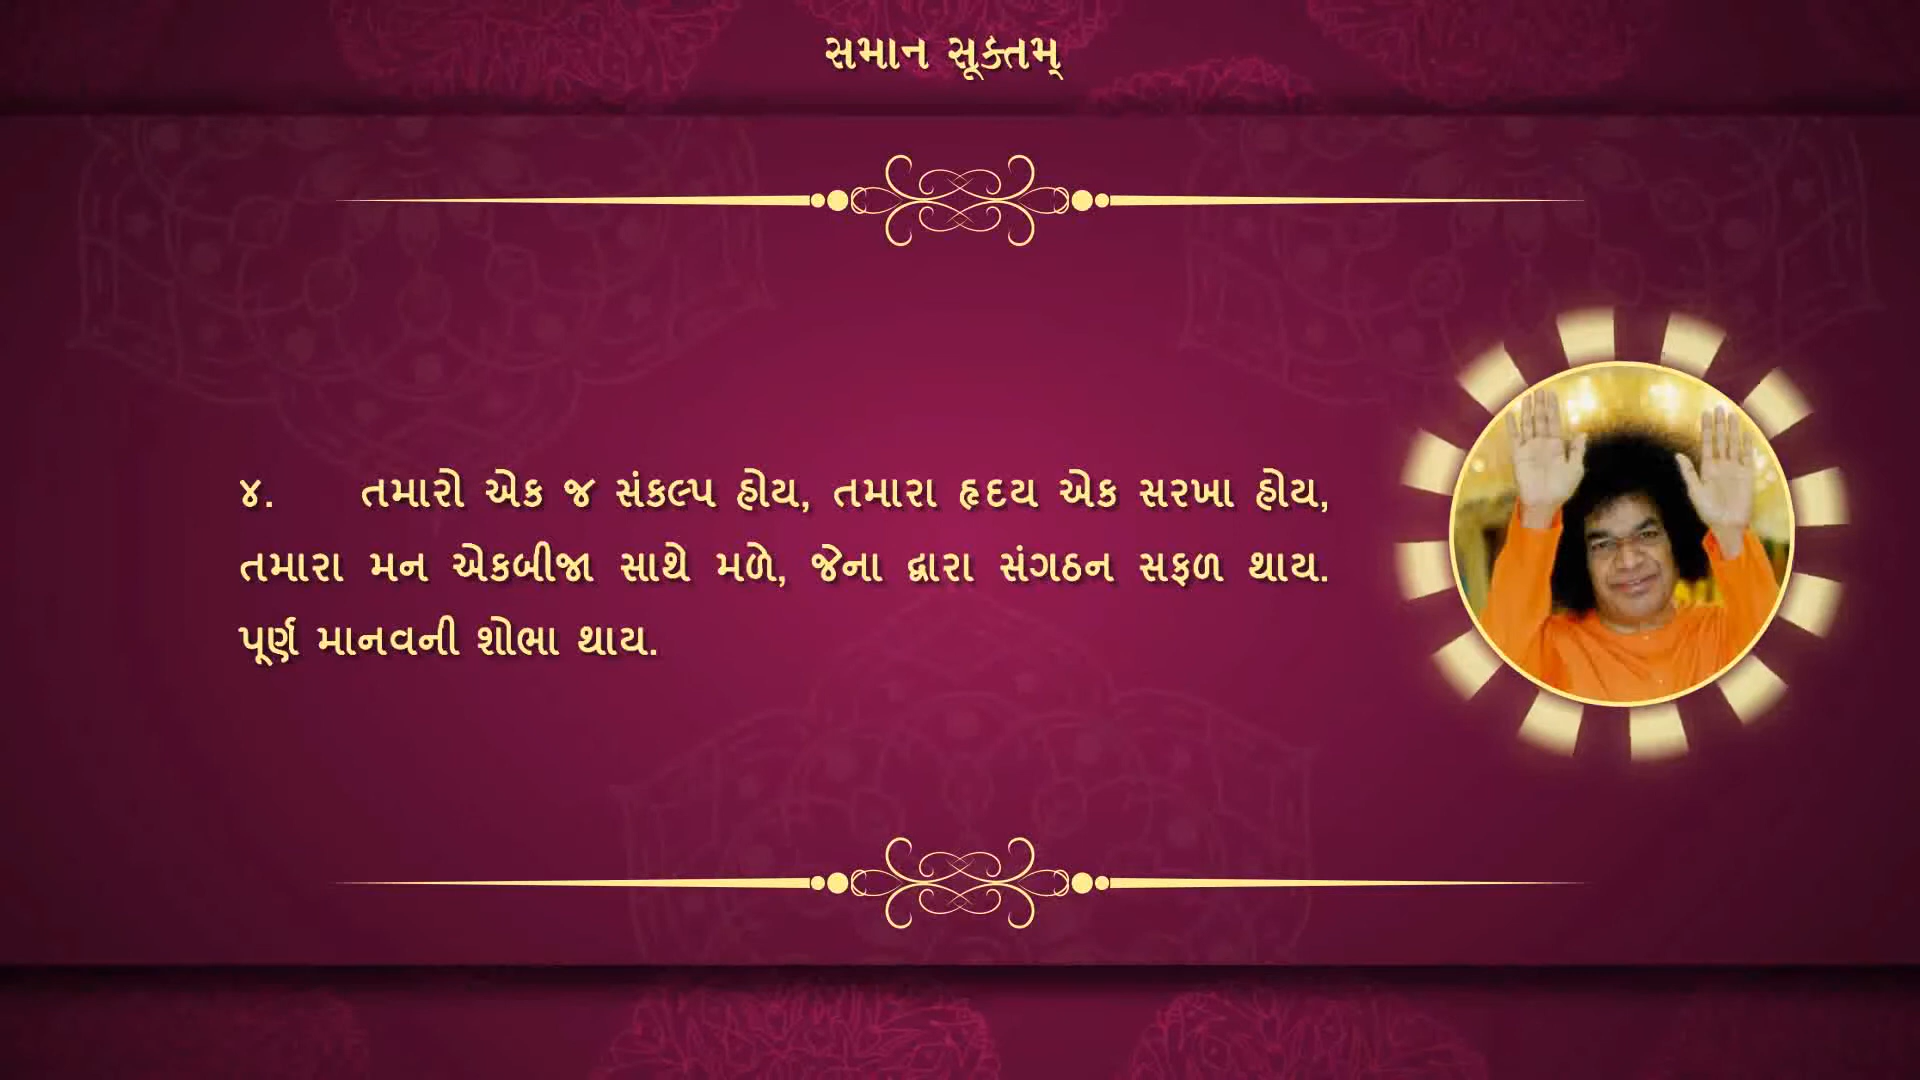 સમાન સૂક્તમ્
૪. તમારો એક જ સંકલ્પ હોય, તમારા હૃદય એક સરખા હોય,
તમારા મન એકબીજા સાથે મળે, જેના દ્વારા સંગઠન સફળ થાય.
પૂર્ણ માનવની શોભા થાય.